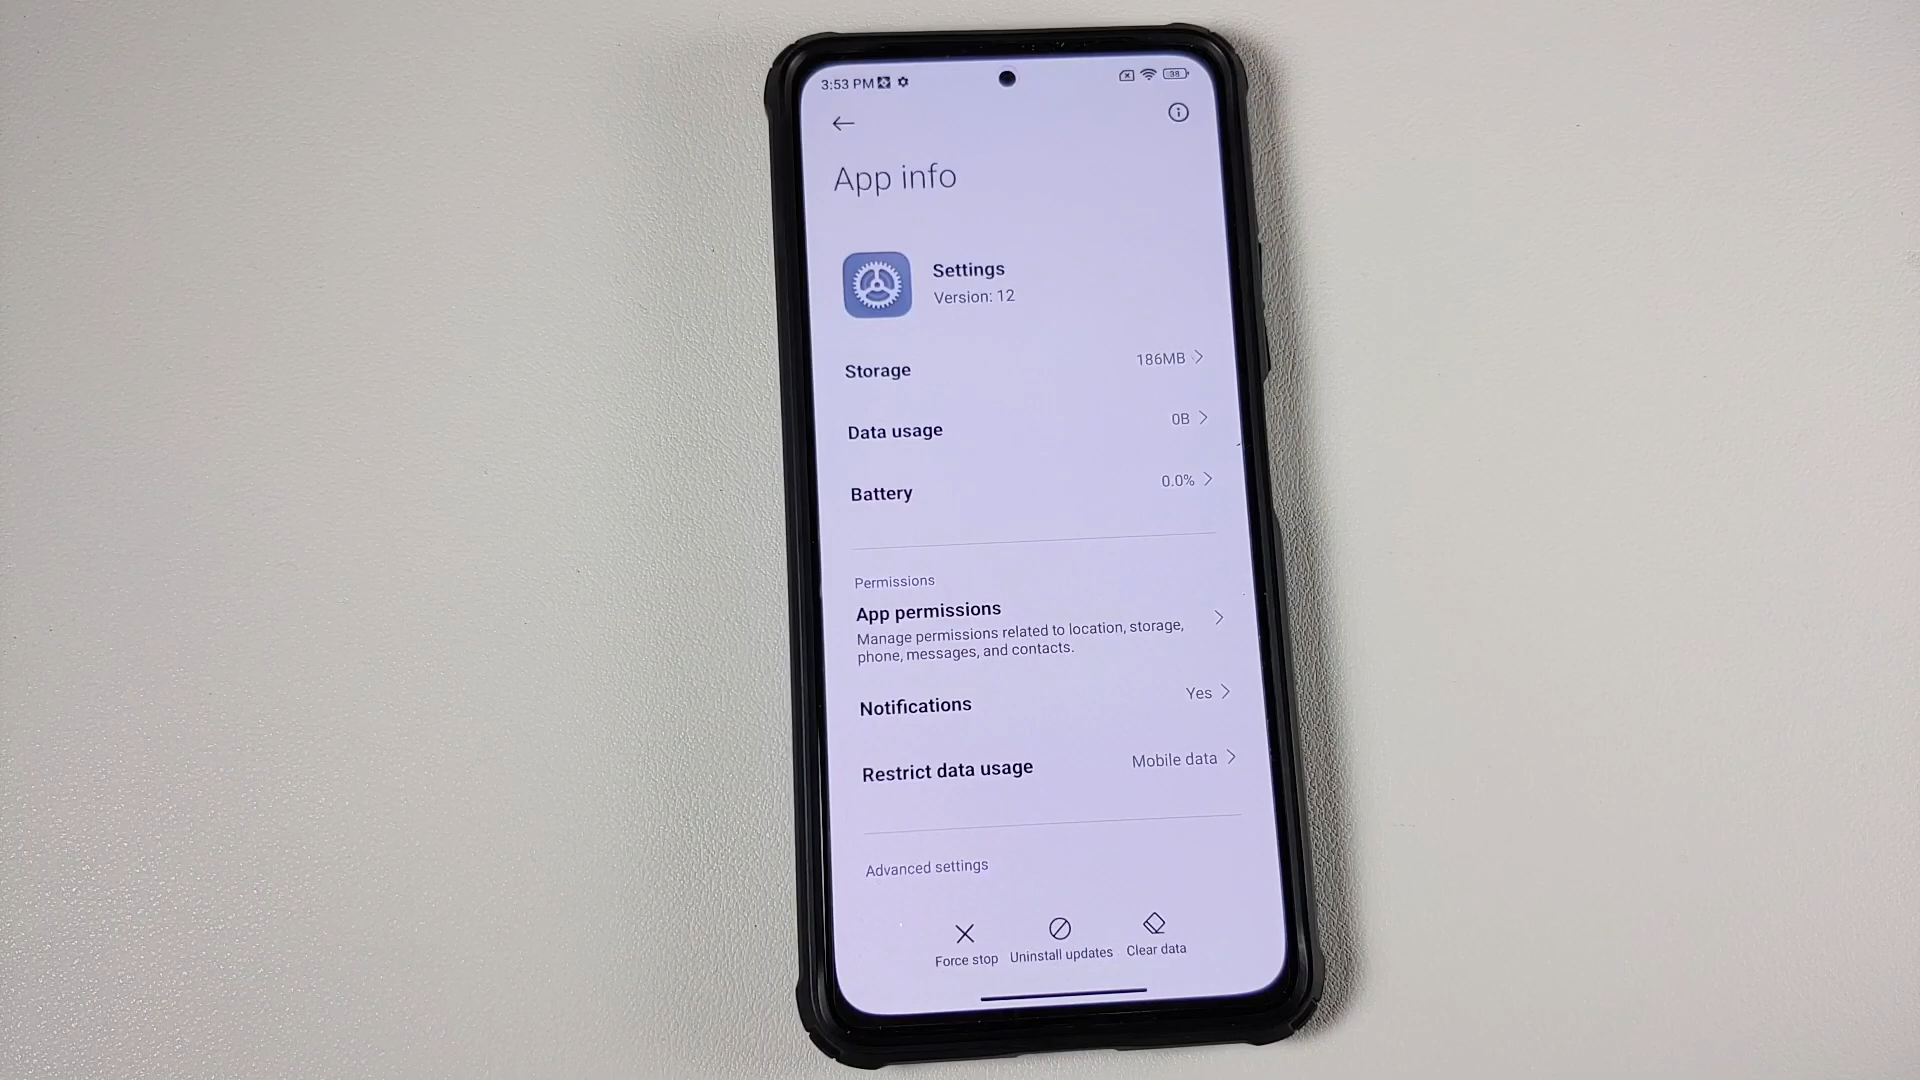 3:53 PM
38
App info
Settings
Version: 12
Storage
186MB
Data usage
0B
Battery
0.0%
Permissions
App permissions
Manage permissions related to location, storage,
phone, messages, and contacts.
Notifications
Yes
Restrict data usage
Mobile data
Advanced settings
Force stop
Uninstall updates
Clear data